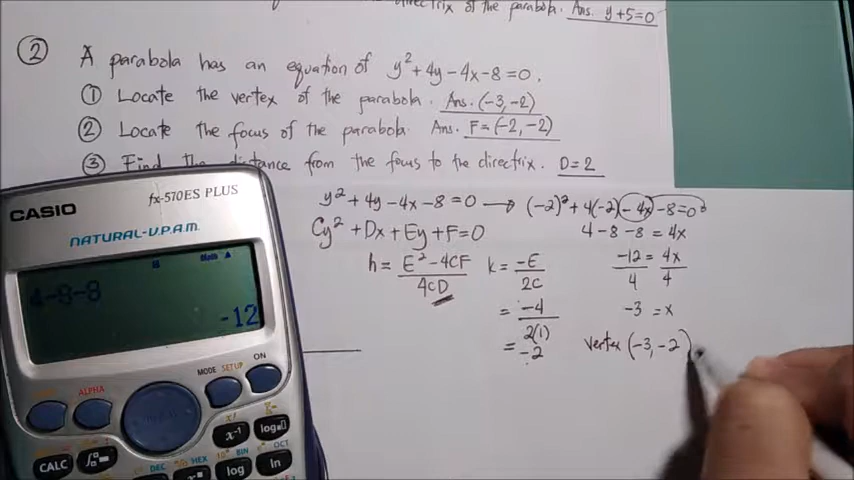 directrix of the parabola. Ans. y+5=0
② A parabola has an equation of y²+4y-4x-8=0.
① Locate the vertex of the parabola. Ans. (-3,-2)
② Locate the focus of the parabola. Ans. F=(-2,-2)
③ Find the distance from the focus to the directrix. D=2
y²+4y-4x-8=0 → (-2)²+4(-2)-4x-8=0
Cy²+Dx+Ey+F=0
4-8-8=4x
h= E²-4CF / 4CD
k= -E / 2C
-12 / 4 = 4x / 4
= -4 / 2(1)
-3 = x
= -2
vertex (-3,-2)
CASIO
fx-570ES PLUS
NATURAL-V.P.A.M.
Math ▲
4-8-8
-12
ON
MODE SETUP
SHIFT ALPHA
x⁻¹ logₐ□
CALC ∫ log ln